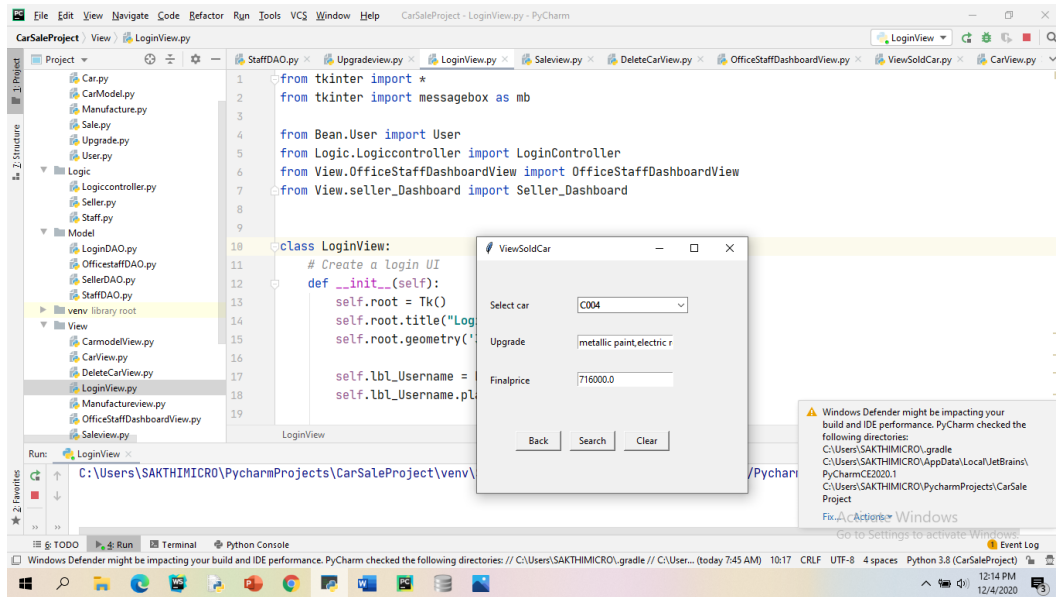 File Edit View Navigate Code Refactor Run Tools VCS Window Help CarSaleProject - LoginView.py - PyCharm
CarSaleProject View LoginView.py LoginView
1: Project
Project
StaffDAO.py Upgradeview.py LoginView.py Saleview.py DeleteCarView.py OfficeStaffDashboardView.py ViewSoldCar.py CarView.py
Car.py
CarModel.py
Manufacture.py
Sale.py
Upgrade.py
User.py
Logic
Logiccontroller.py
Seller.py
Staff.py
Model
LoginDAO.py
OfficestaffDAO.py
SellerDAO.py
StaffDAO.py
venv library root
View
CarmodelView.py
CarView.py
DeleteCarView.py
LoginView.py
Manufactureview.py
OfficeStaffDashboardView.py
Saleview.py
Z: Structure
2: Favorites
1 from tkinter import *
2 from tkinter import messagebox as mb
3
4 from Bean.User import User
5 from Logic.Logiccontroller import LoginController
6 from View.OfficeStaffDashboardView import OfficeStaffDashboardView
7 from View.seller_Dashboard import Seller_Dashboard
8
9
10 class LoginView:
11 # Create a login UI
12 def __init__(self):
13 self.root = Tk()
14 self.root.title("Log
15 self.root.geometry('
16
17 self.lbl_Username =
18 self.lbl_Username.pl
19
LoginView
ViewSoldCar
Select car C004
Upgrade metallic paint,electric r
Finalprice 716000.0
Back Search Clear
Run: LoginView
C:\Users\SAKTHIMICRO\PycharmProjects\CarSaleProject\venv\ /Pycharm
Windows Defender might be impacting your
build and IDE performance. PyCharm checked the
following directories:
C:\Users\SAKTHIMICRO\.gradle
C:\Users\SAKTHIMICRO\AppData\Local\JetBrains\
PyCharmCE2020.1
C:\Users\SAKTHIMICRO\PycharmProjects\CarSale
Project
Fix... Actions
Activate Windows
Go to Settings to activate Windows.
6: TODO 4: Run Terminal Python Console 1 Event Log
Windows Defender might be impacting your build and IDE performance. PyCharm checked the following directories: // C:\Users\SAKTHIMICRO\.gradle // C:\User... (today 7:45 AM) 10:17 CRLF UTF-8 4 spaces Python 3.8 (CarSaleProject)
12:14 PM
12/4/2020
3